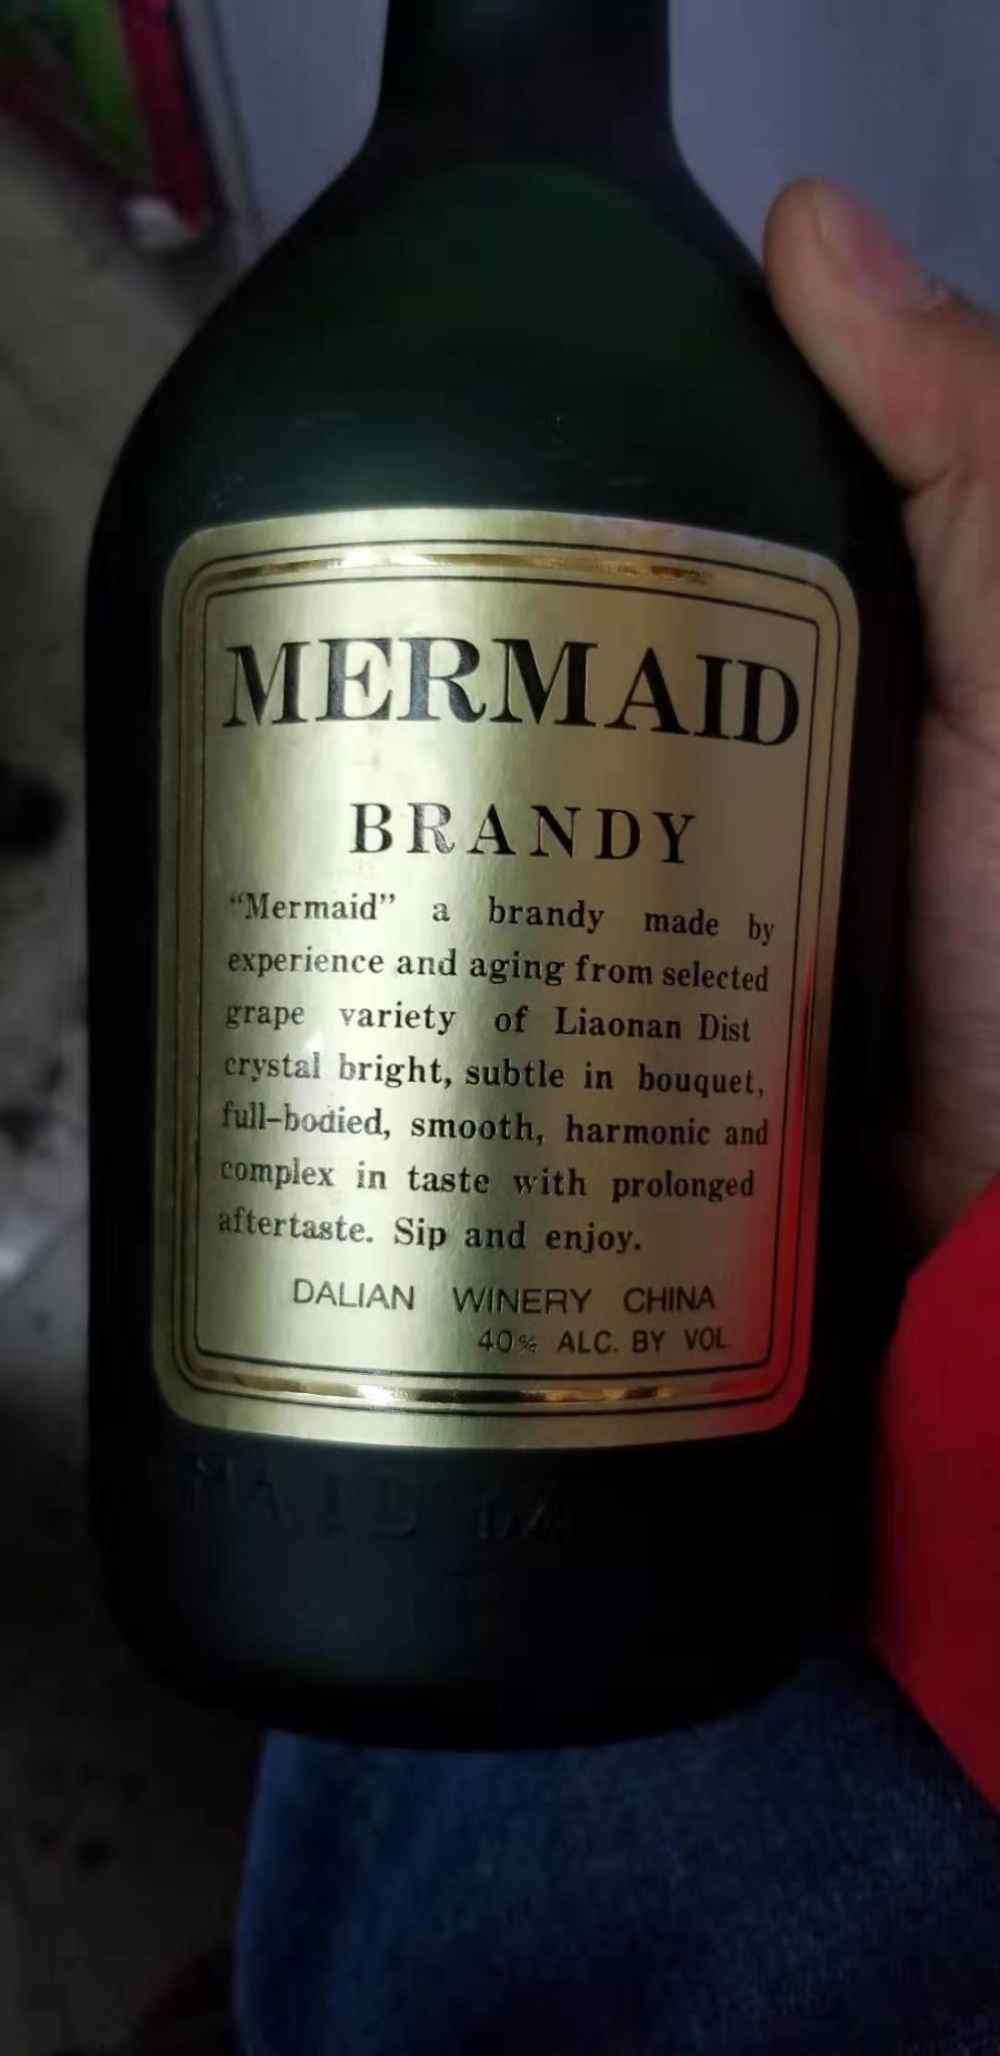 MERMAID
BRANDY
“Mermaid” a brandy made by
experience and aging from selected
grape variety of Liaonan Dist
crystal bright, subtle in bouquet,
full-bodied, smooth, harmonic and
complex in taste with prolonged
aftertaste. Sip and enjoy.
DALIAN WINERY CHINA
40% ALC. BY VOL
MAID